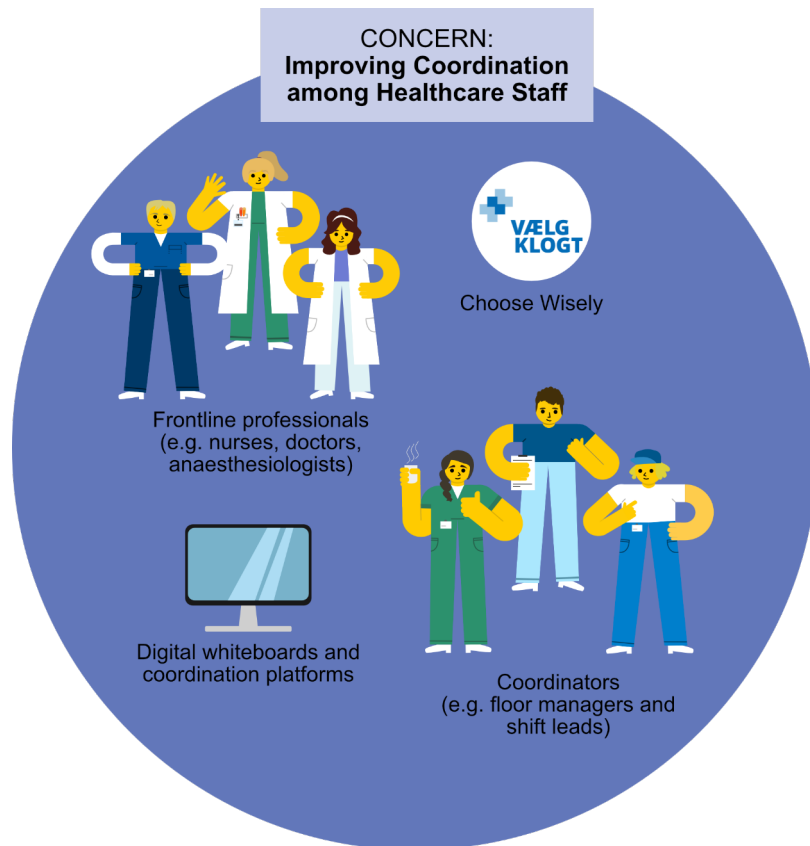 CONCERN:
Improving Coordination
among Healthcare Staff
VÆLG
KLOGT
Choose Wisely
Frontline professionals
(e.g. nurses, doctors,
anaesthesiologists)
Digital whiteboards and
coordination platforms
Coordinators
(e.g. floor managers and
shift leads)